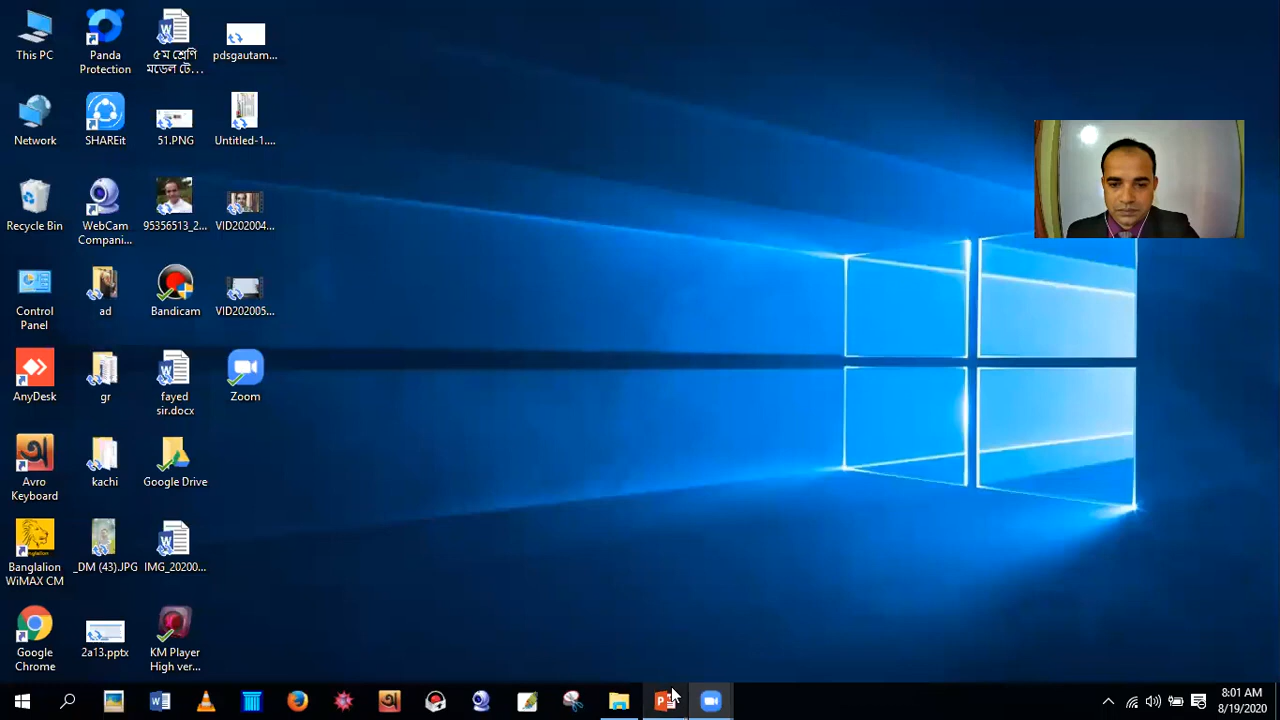 This PC
Panda
Protection
৫ম শ্রেণি
মডেল টে...
pdsgautam...
Network
SHAREit
51.PNG
Untitled-1....
Recycle Bin
WebCam
Compani...
95356513_2...
VID202004...
Control
Panel
ad
Bandicam
VID202005...
AnyDesk
gr
fayed
sir.docx
Zoom
অ
Avro
Keyboard
kachi
Google Drive
Banglalion
WiMAX CM
_DM (43).JPG
IMG_20200...
Google
Chrome
2a13.pptx
KM Player
High ver...
8:01 AM
8/19/2020